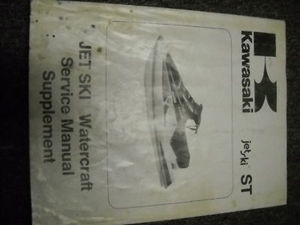 Kawasaki
jet ski ST
JET SKI Watercraft
Service Manual
Supplement